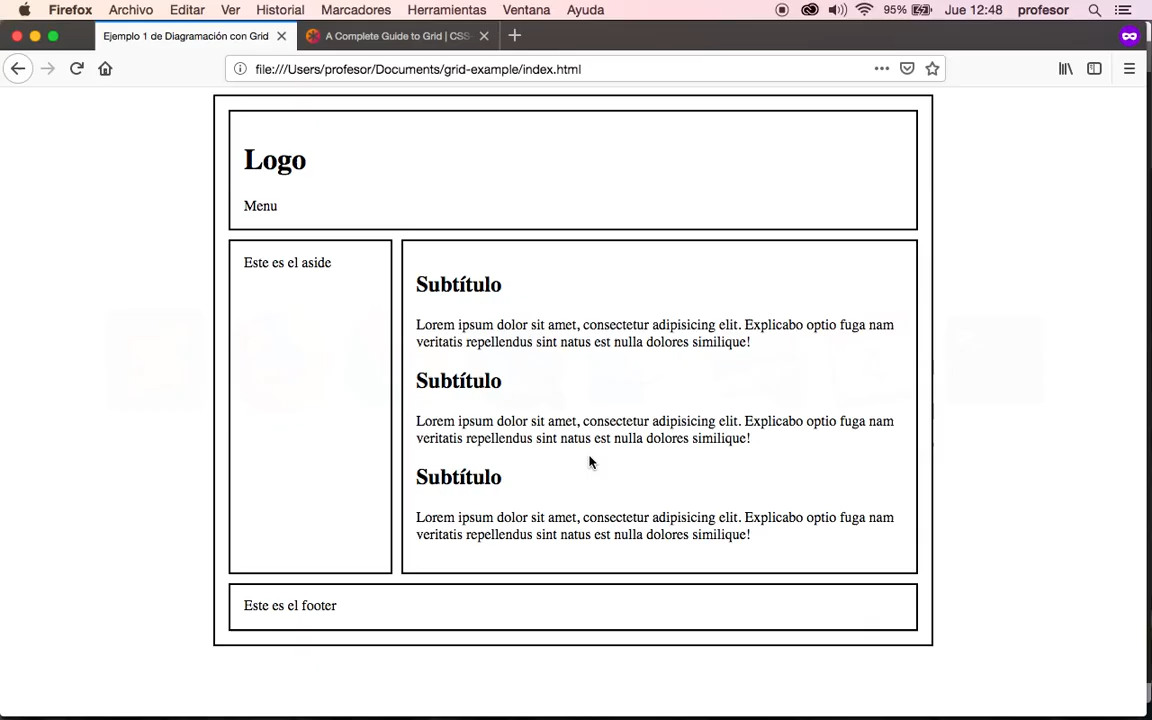 Firefox Archivo Editar Ver Historial Marcadores Herramientas Ventana Ayuda 95% Jue 12:48 profesor
Ejemplo 1 de Diagramación con Grid A Complete Guide to Grid | CSS-
file:///Users/profesor/Documents/grid-example/index.html
Logo
Menu
Este es el aside
Subtítulo
Lorem ipsum dolor sit amet, consectetur adipisicing elit. Explicabo optio fuga nam
veritatis repellendus sint natus est nulla dolores similique!
Subtítulo
Lorem ipsum dolor sit amet, consectetur adipisicing elit. Explicabo optio fuga nam
veritatis repellendus sint natus est nulla dolores similique!
Subtítulo
Lorem ipsum dolor sit amet, consectetur adipisicing elit. Explicabo optio fuga nam
veritatis repellendus sint natus est nulla dolores similique!
Este es el footer